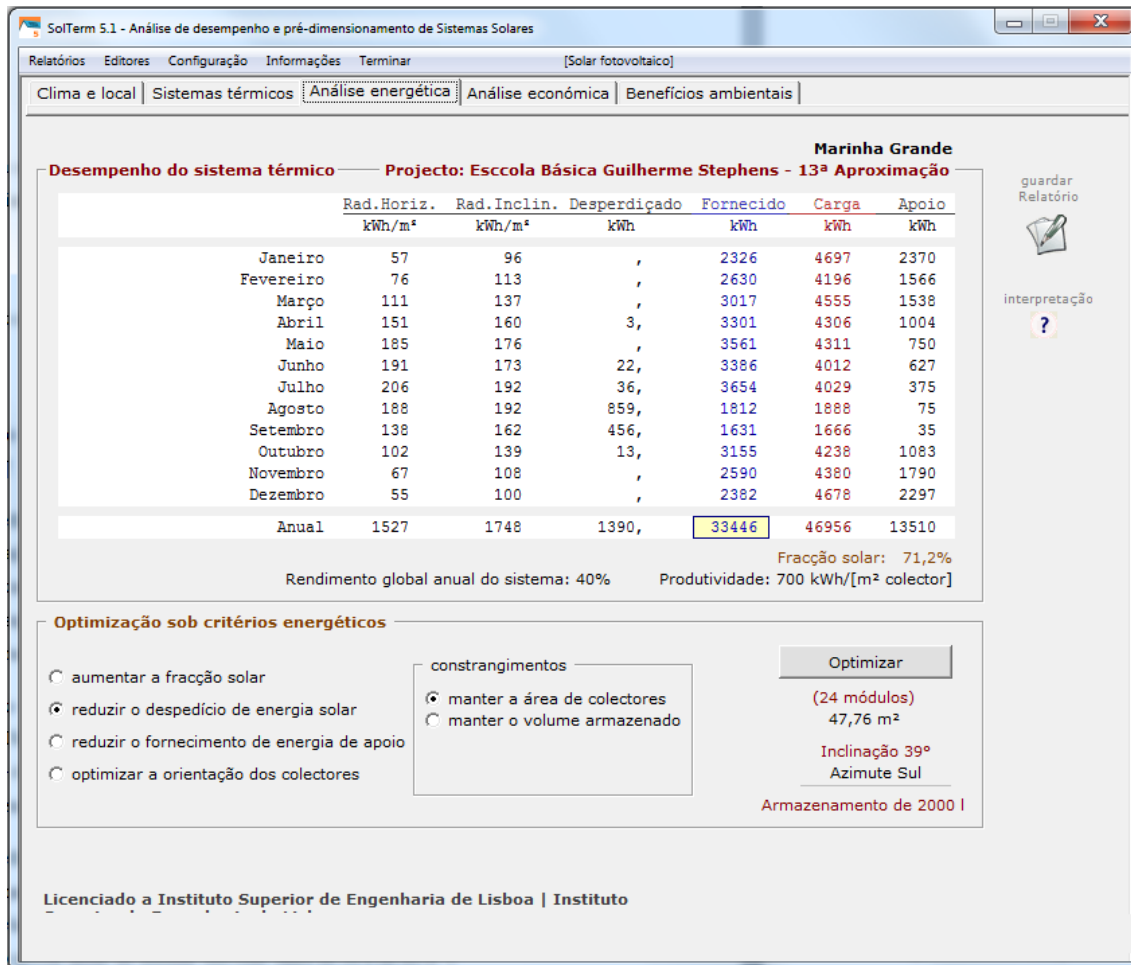 SolTerm 5.1 - Análise de desempenho e pré-dimensionamento de Sistemas Solares
Relatórios Editores Configuração Informações Terminar [Solar fotovoltaico]
Clima e local Sistemas térmicos Análise energética Análise económica Benefícios ambientais
Marinha Grande
Desempenho do sistema térmico Projecto: Esccola Básica Guilherme Stephens - 13ª Aproximação
guardar
Relatório
Rad.Horiz. Rad.Inclin. Desperdiçado Fornecido Carga Apoio
kWh/m² kWh/m² kWh kWh kWh kWh
Janeiro 57 96 , 2326 4697 2370
Fevereiro 76 113 , 2630 4196 1566
Março 111 137 , 3017 4555 1538
interpretação
?
Abril 151 160 3, 3301 4306 1004
Maio 185 176 , 3561 4311 750
Junho 191 173 22, 3386 4012 627
Julho 206 192 36, 3654 4029 375
Agosto 188 192 859, 1812 1888 75
Setembro 138 162 456, 1631 1666 35
Outubro 102 139 13, 3155 4238 1083
Novembro 67 108 , 2590 4380 1790
Dezembro 55 100 , 2382 4678 2297
Anual 1527 1748 1390, 33446 46956 13510
Fracção solar: 71,2%
Rendimento global anual do sistema: 40% Produtividade: 700 kWh/[m² colector]
Optimização sob critérios energéticos
aumentar a fracção solar
reduzir o despedício de energia solar
reduzir o fornecimento de energia de apoio
optimizar a orientação dos colectores
constrangimentos
manter a área de colectores
manter o volume armazenado
Optimizar
(24 módulos)
47,76 m²
Inclinação 39°
Azimute Sul
Armazenamento de 2000 l
Licenciado a Instituto Superior de Engenharia de Lisboa | Instituto